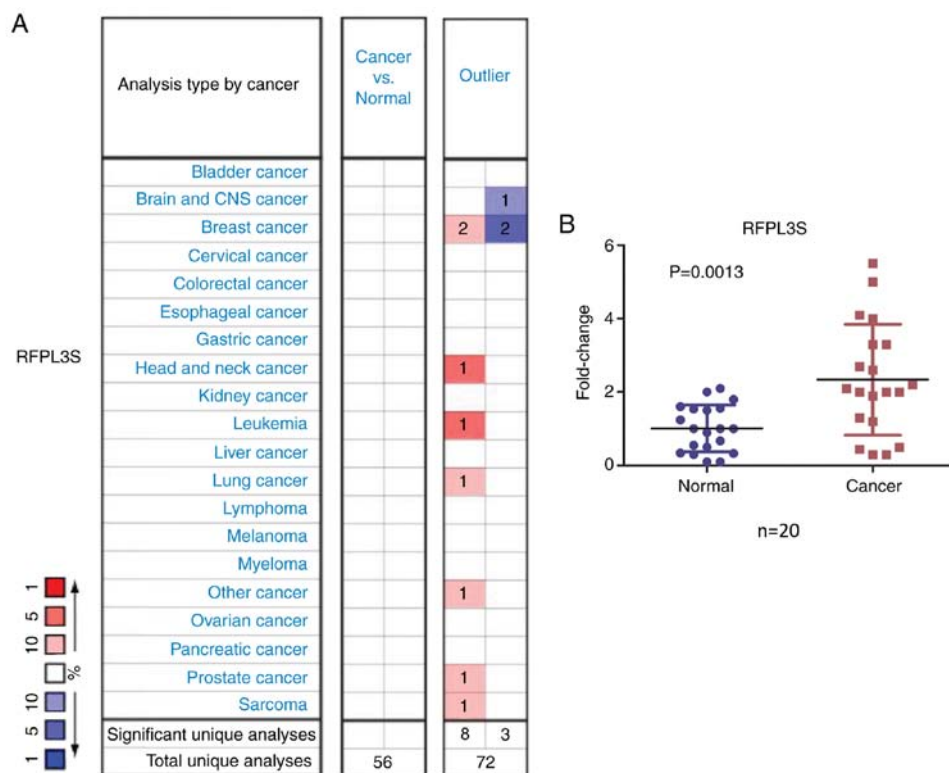 A
Analysis type by cancer
Cancer
vs.
Normal
Outlier
Bladder cancer
Brain and CNS cancer 1
Breast cancer 2 2
Cervical cancer
Colorectal cancer
Esophageal cancer
Gastric cancer
RFPL3S
Head and neck cancer 1
Kidney cancer
Leukemia 1
Liver cancer
Lung cancer 1
Lymphoma
Melanoma
Myeloma
Other cancer 1
Ovarian cancer
Pancreatic cancer
Prostate cancer 1
Sarcoma 1
Significant unique analyses 8 3
Total unique analyses 56 72
1
5
10
%
10
5
1
B
RFPL3S
P=0.0013
Fold-change
6
4
2
0
Normal Cancer
n=20